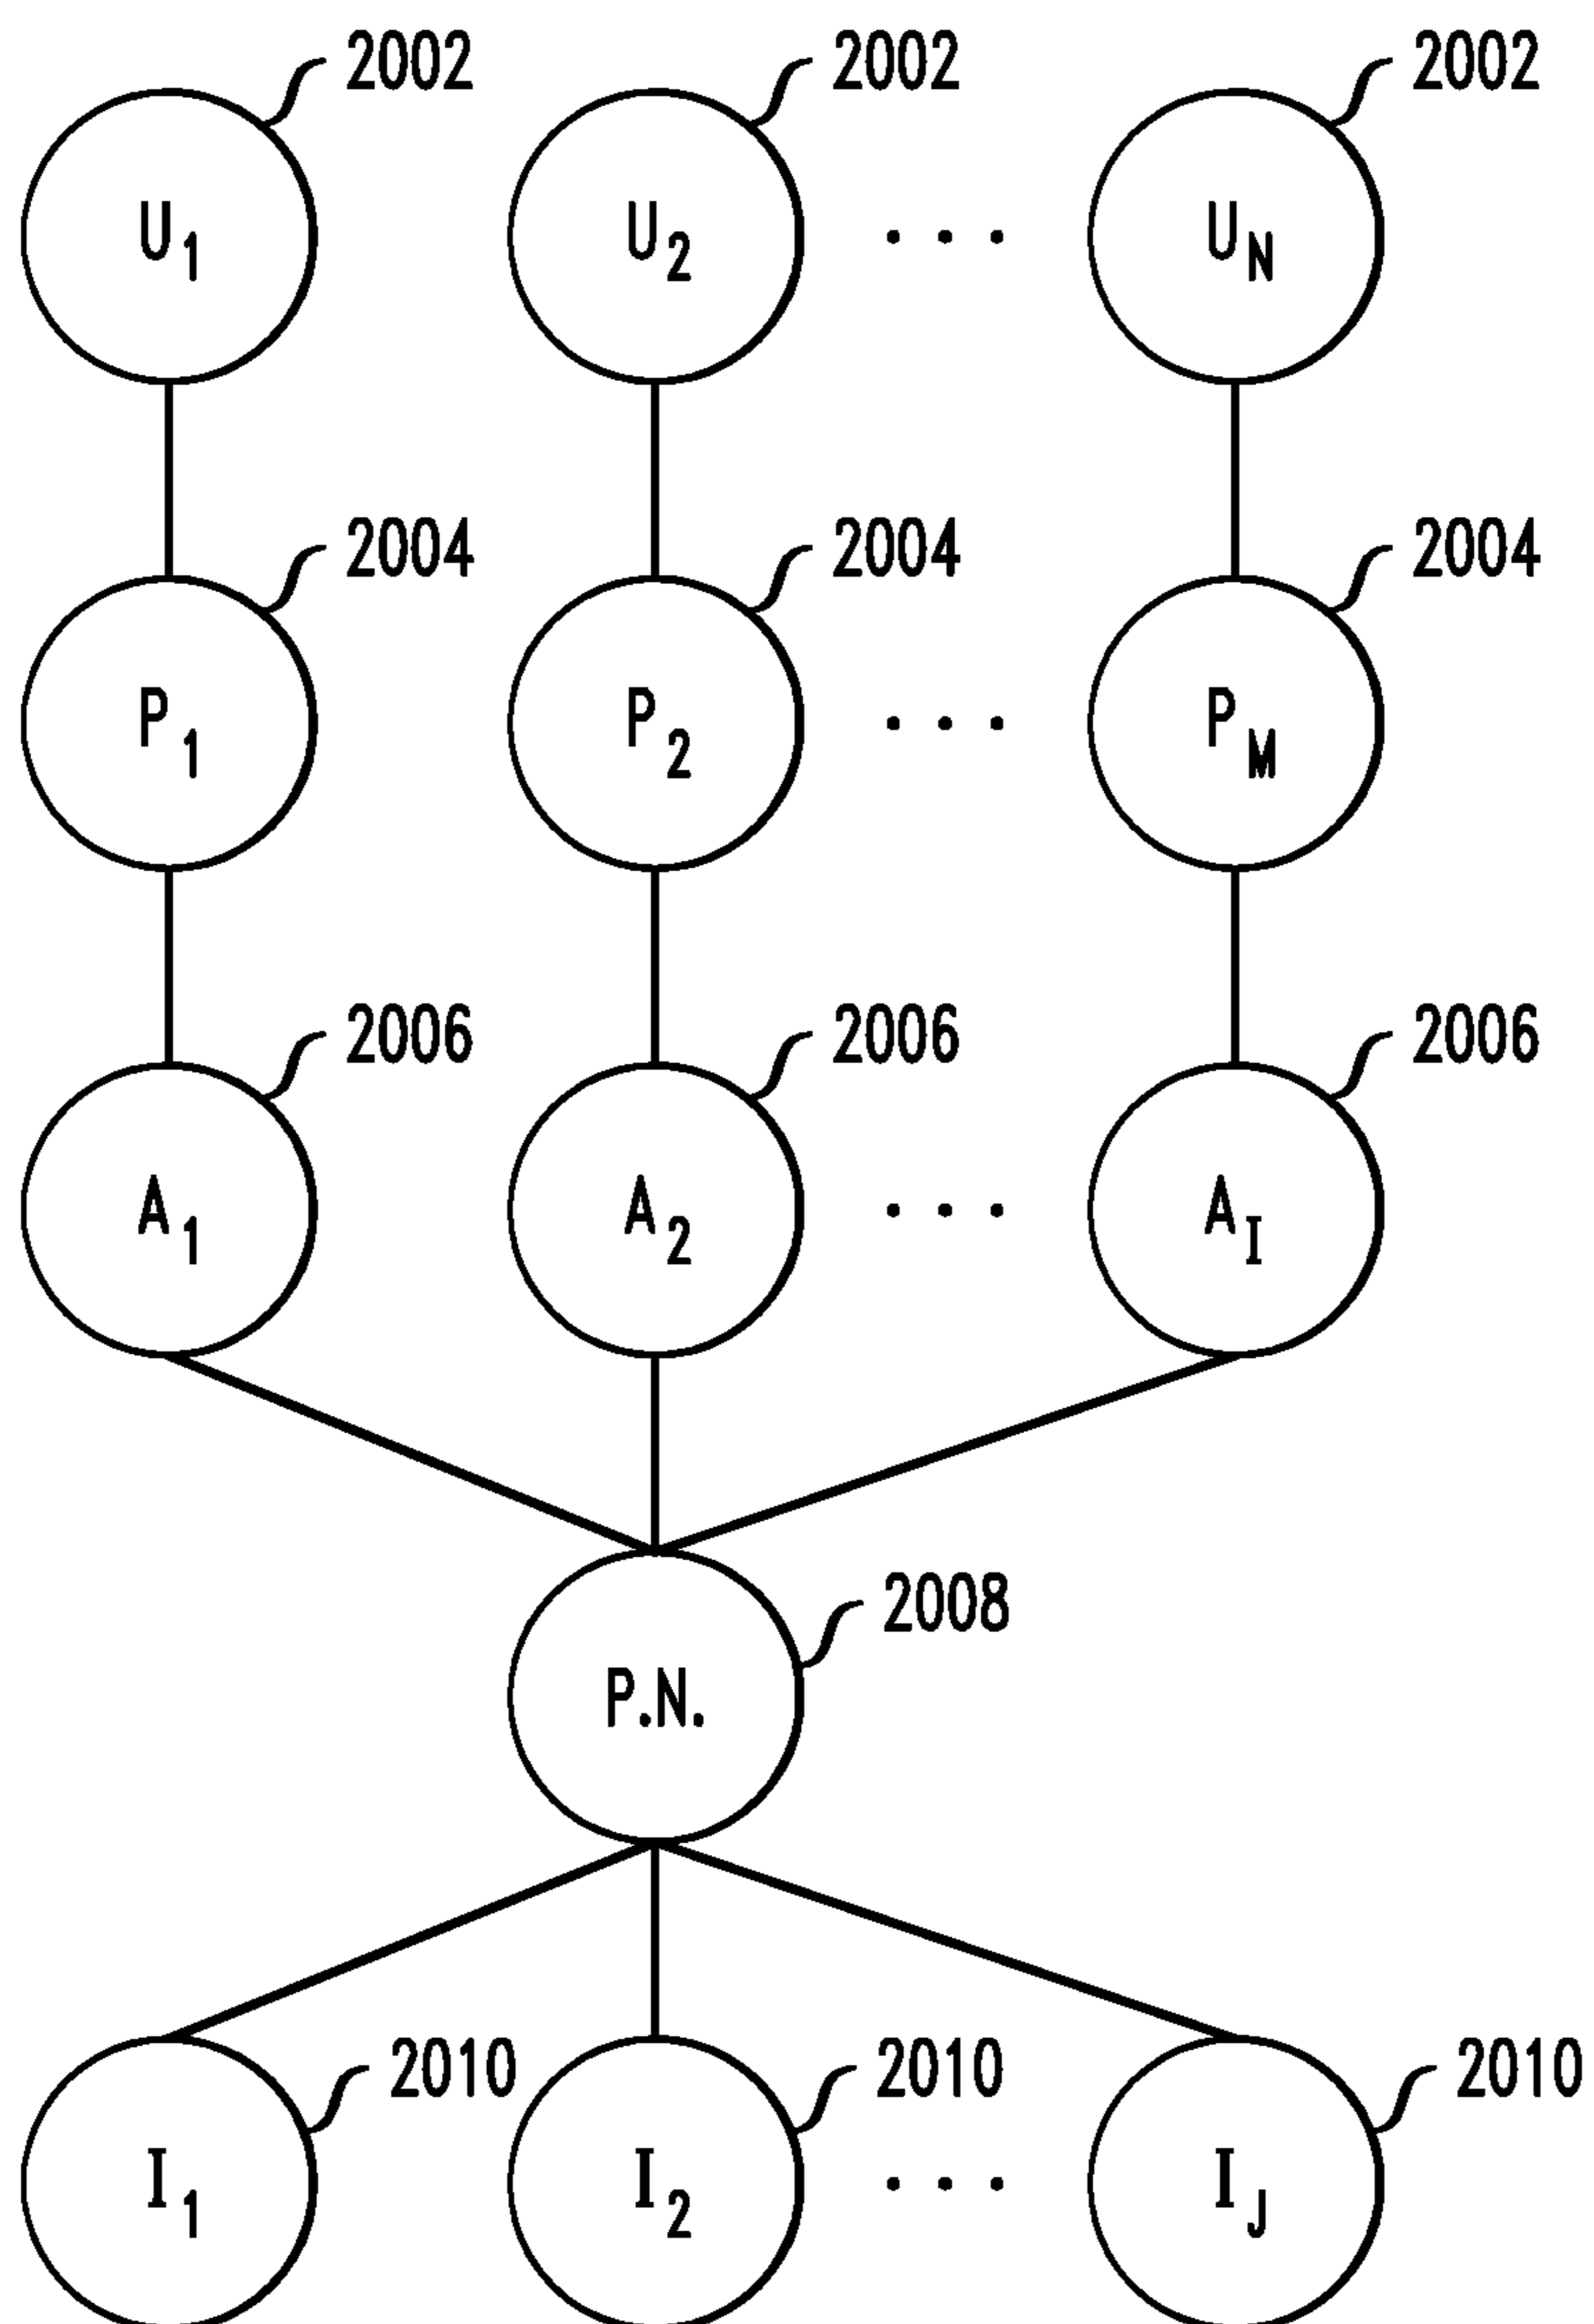 2002 2002 2002
U1 U2 . . . UN
2004 2004 2004
P1 P2 . . . PM
2006 2006 2006
A1 A2 . . . AI
2008
P.N.
2010 2010 2010
I1 I2 . . . IJ